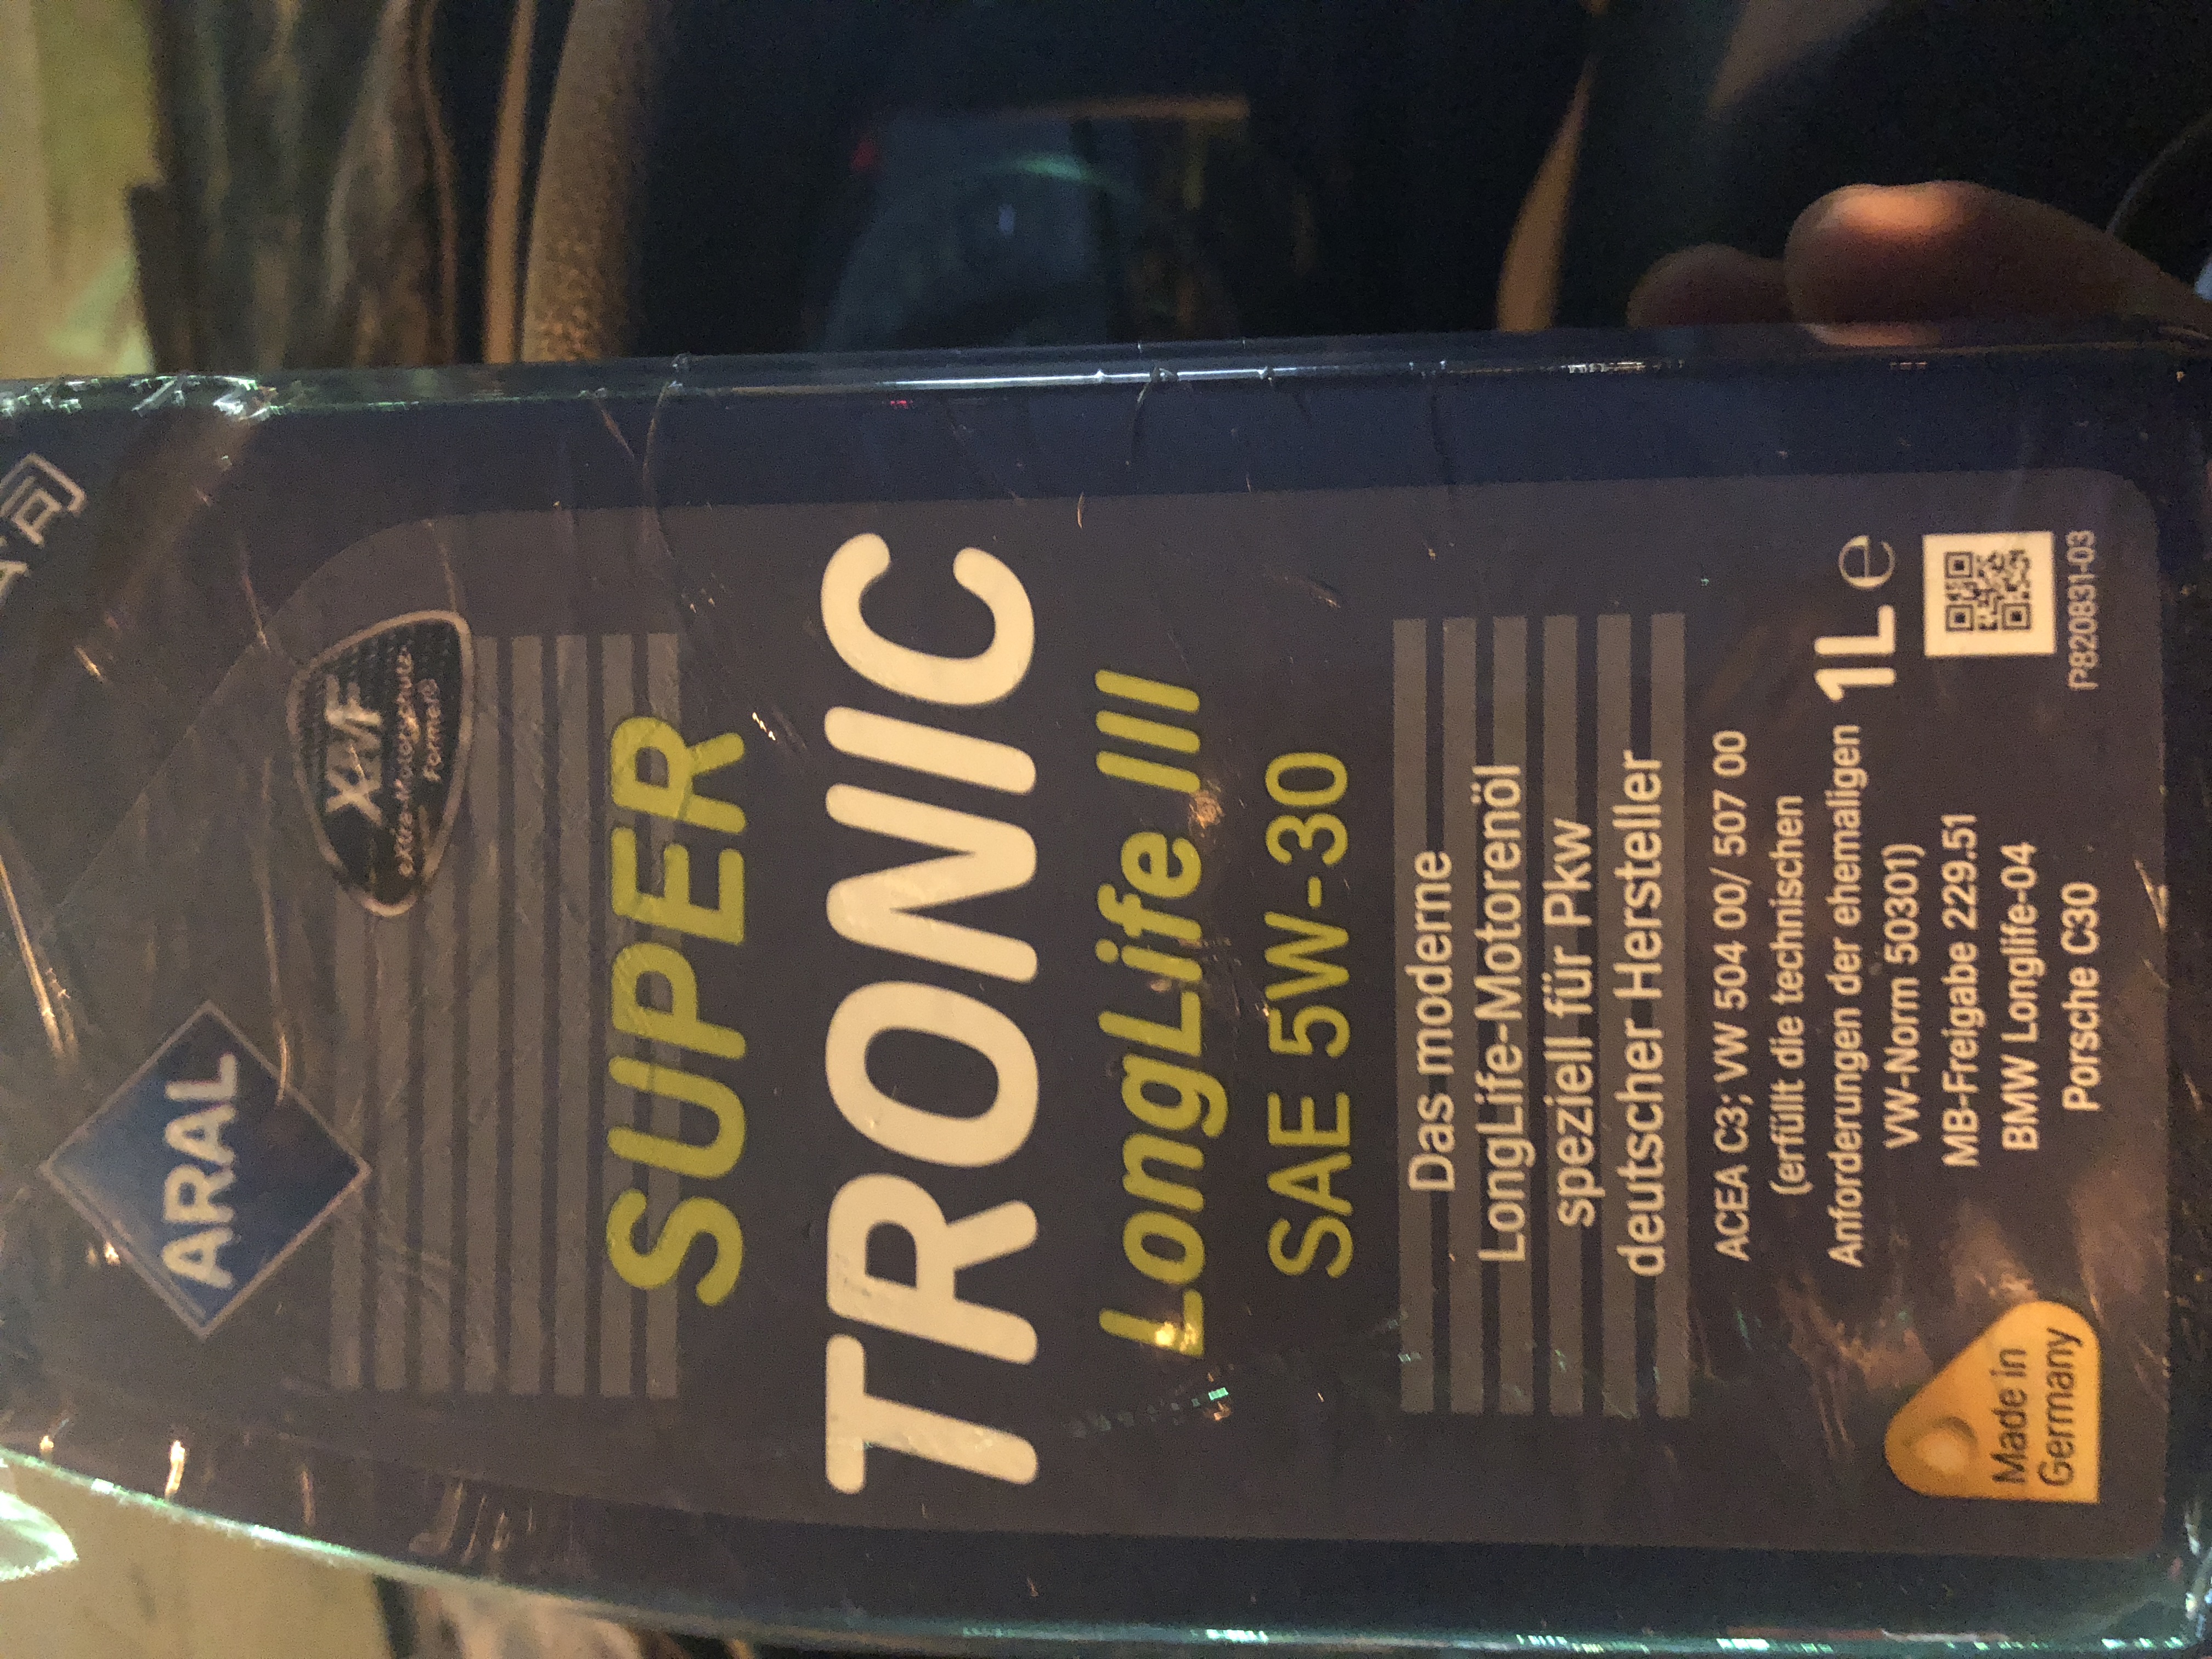 司
ARAL
XMF
eXtra-Motorschutz-
Formel®
SUPER
TRONIC
LongLife III
SAE 5W-30
Das moderne
LongLife-Motorenöl
speziell für Pkw
deutscher Hersteller
ACEA C3; VW 504 00/ 507 00
(erfüllt die technischen
Anforderungen der ehemaligen
VW-Norm 50301)
MB-Freigabe 229.51
BMW Longlife-04
Porsche C30
1L e
Made in
Germany
P820831-03